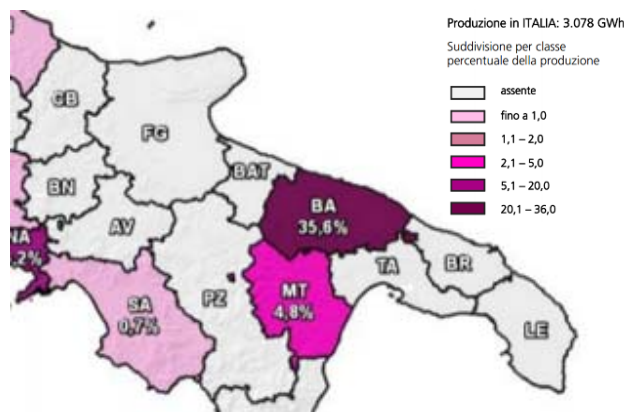 Produzione in ITALIA: 3.078 GWh
Suddivisione per classe
percentuale della produzione
assente
fino a 1,0
1,1 – 2,0
2,1 – 5,0
5,1 – 20,0
20,1 – 36,0
CB
FG
BAT
BN
BA
35,6%
AV
NA
,2%
TA
BR
SA
0,7%
PZ
MT
4,8%
LE